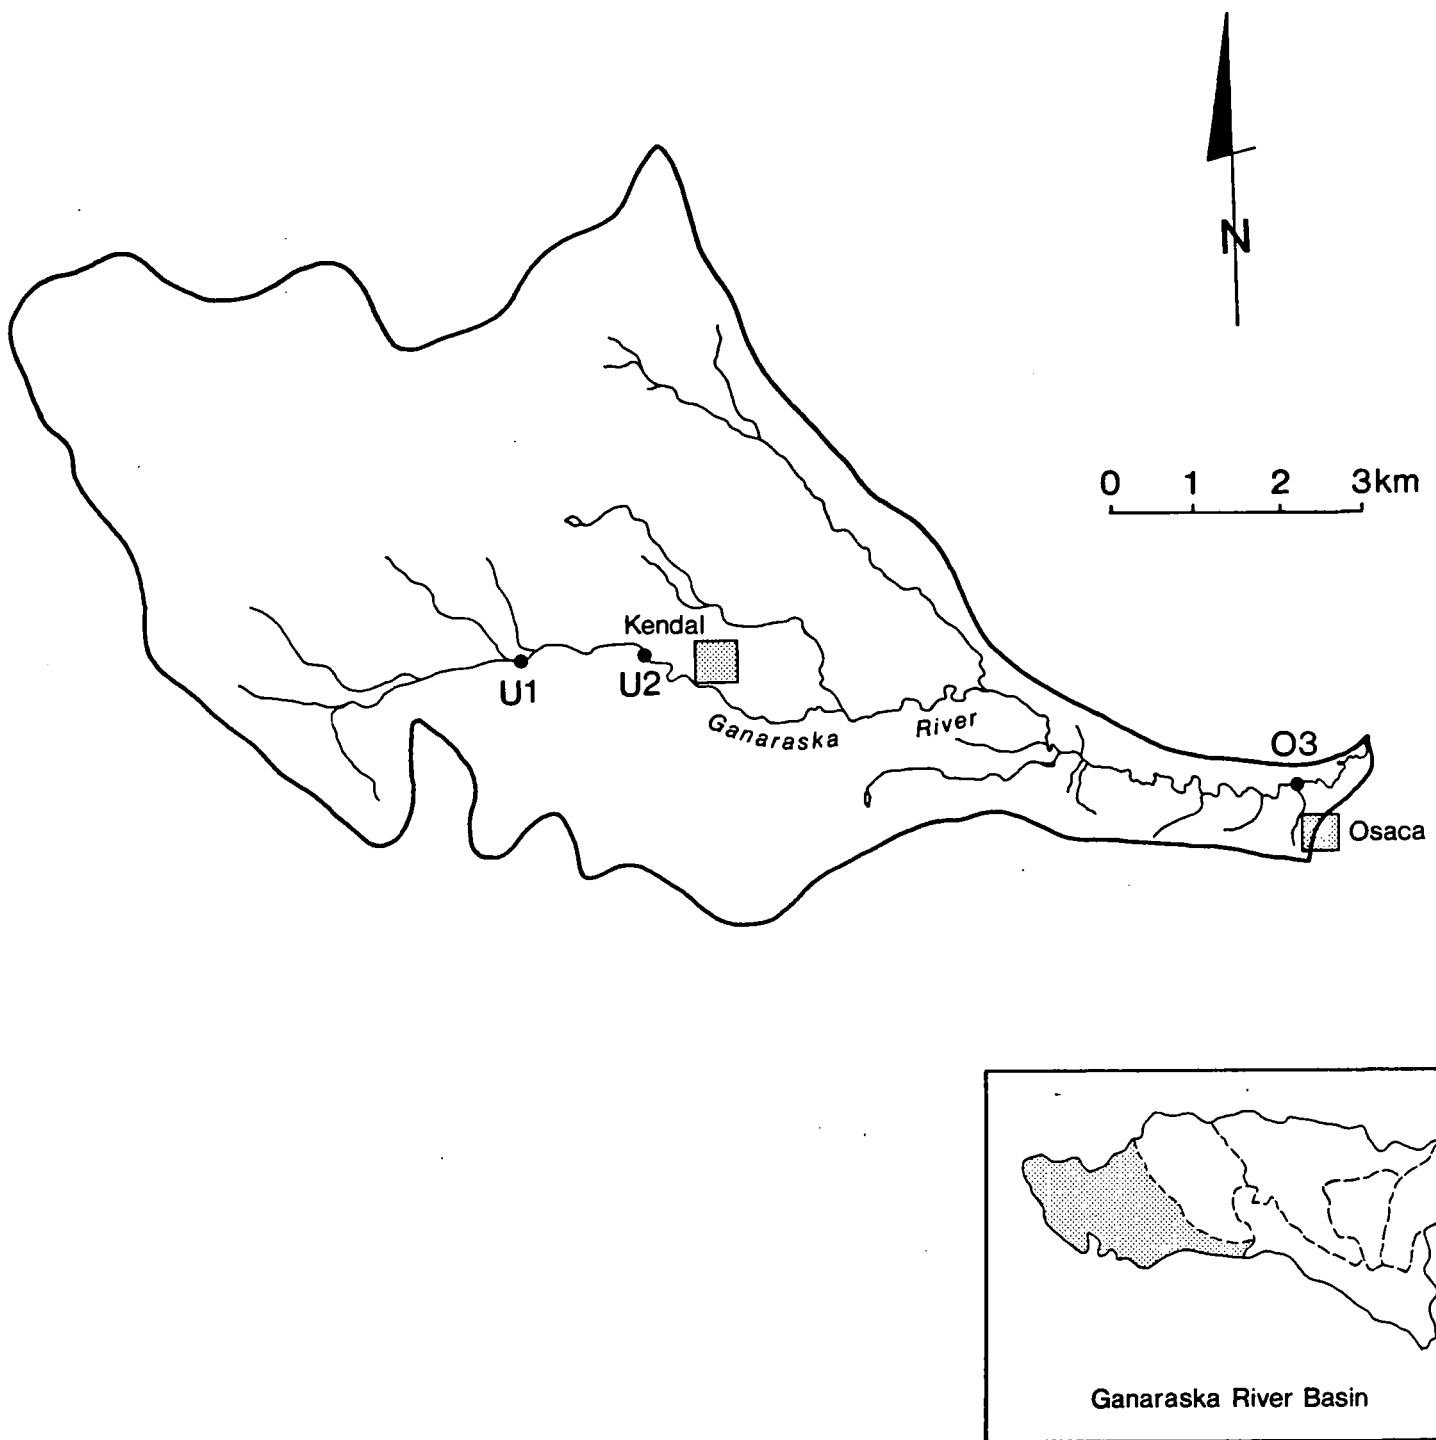 N
0 1 2 3km
Kendal
U1
U2
Ganaraska River
O3
Osaca
Ganaraska River Basin